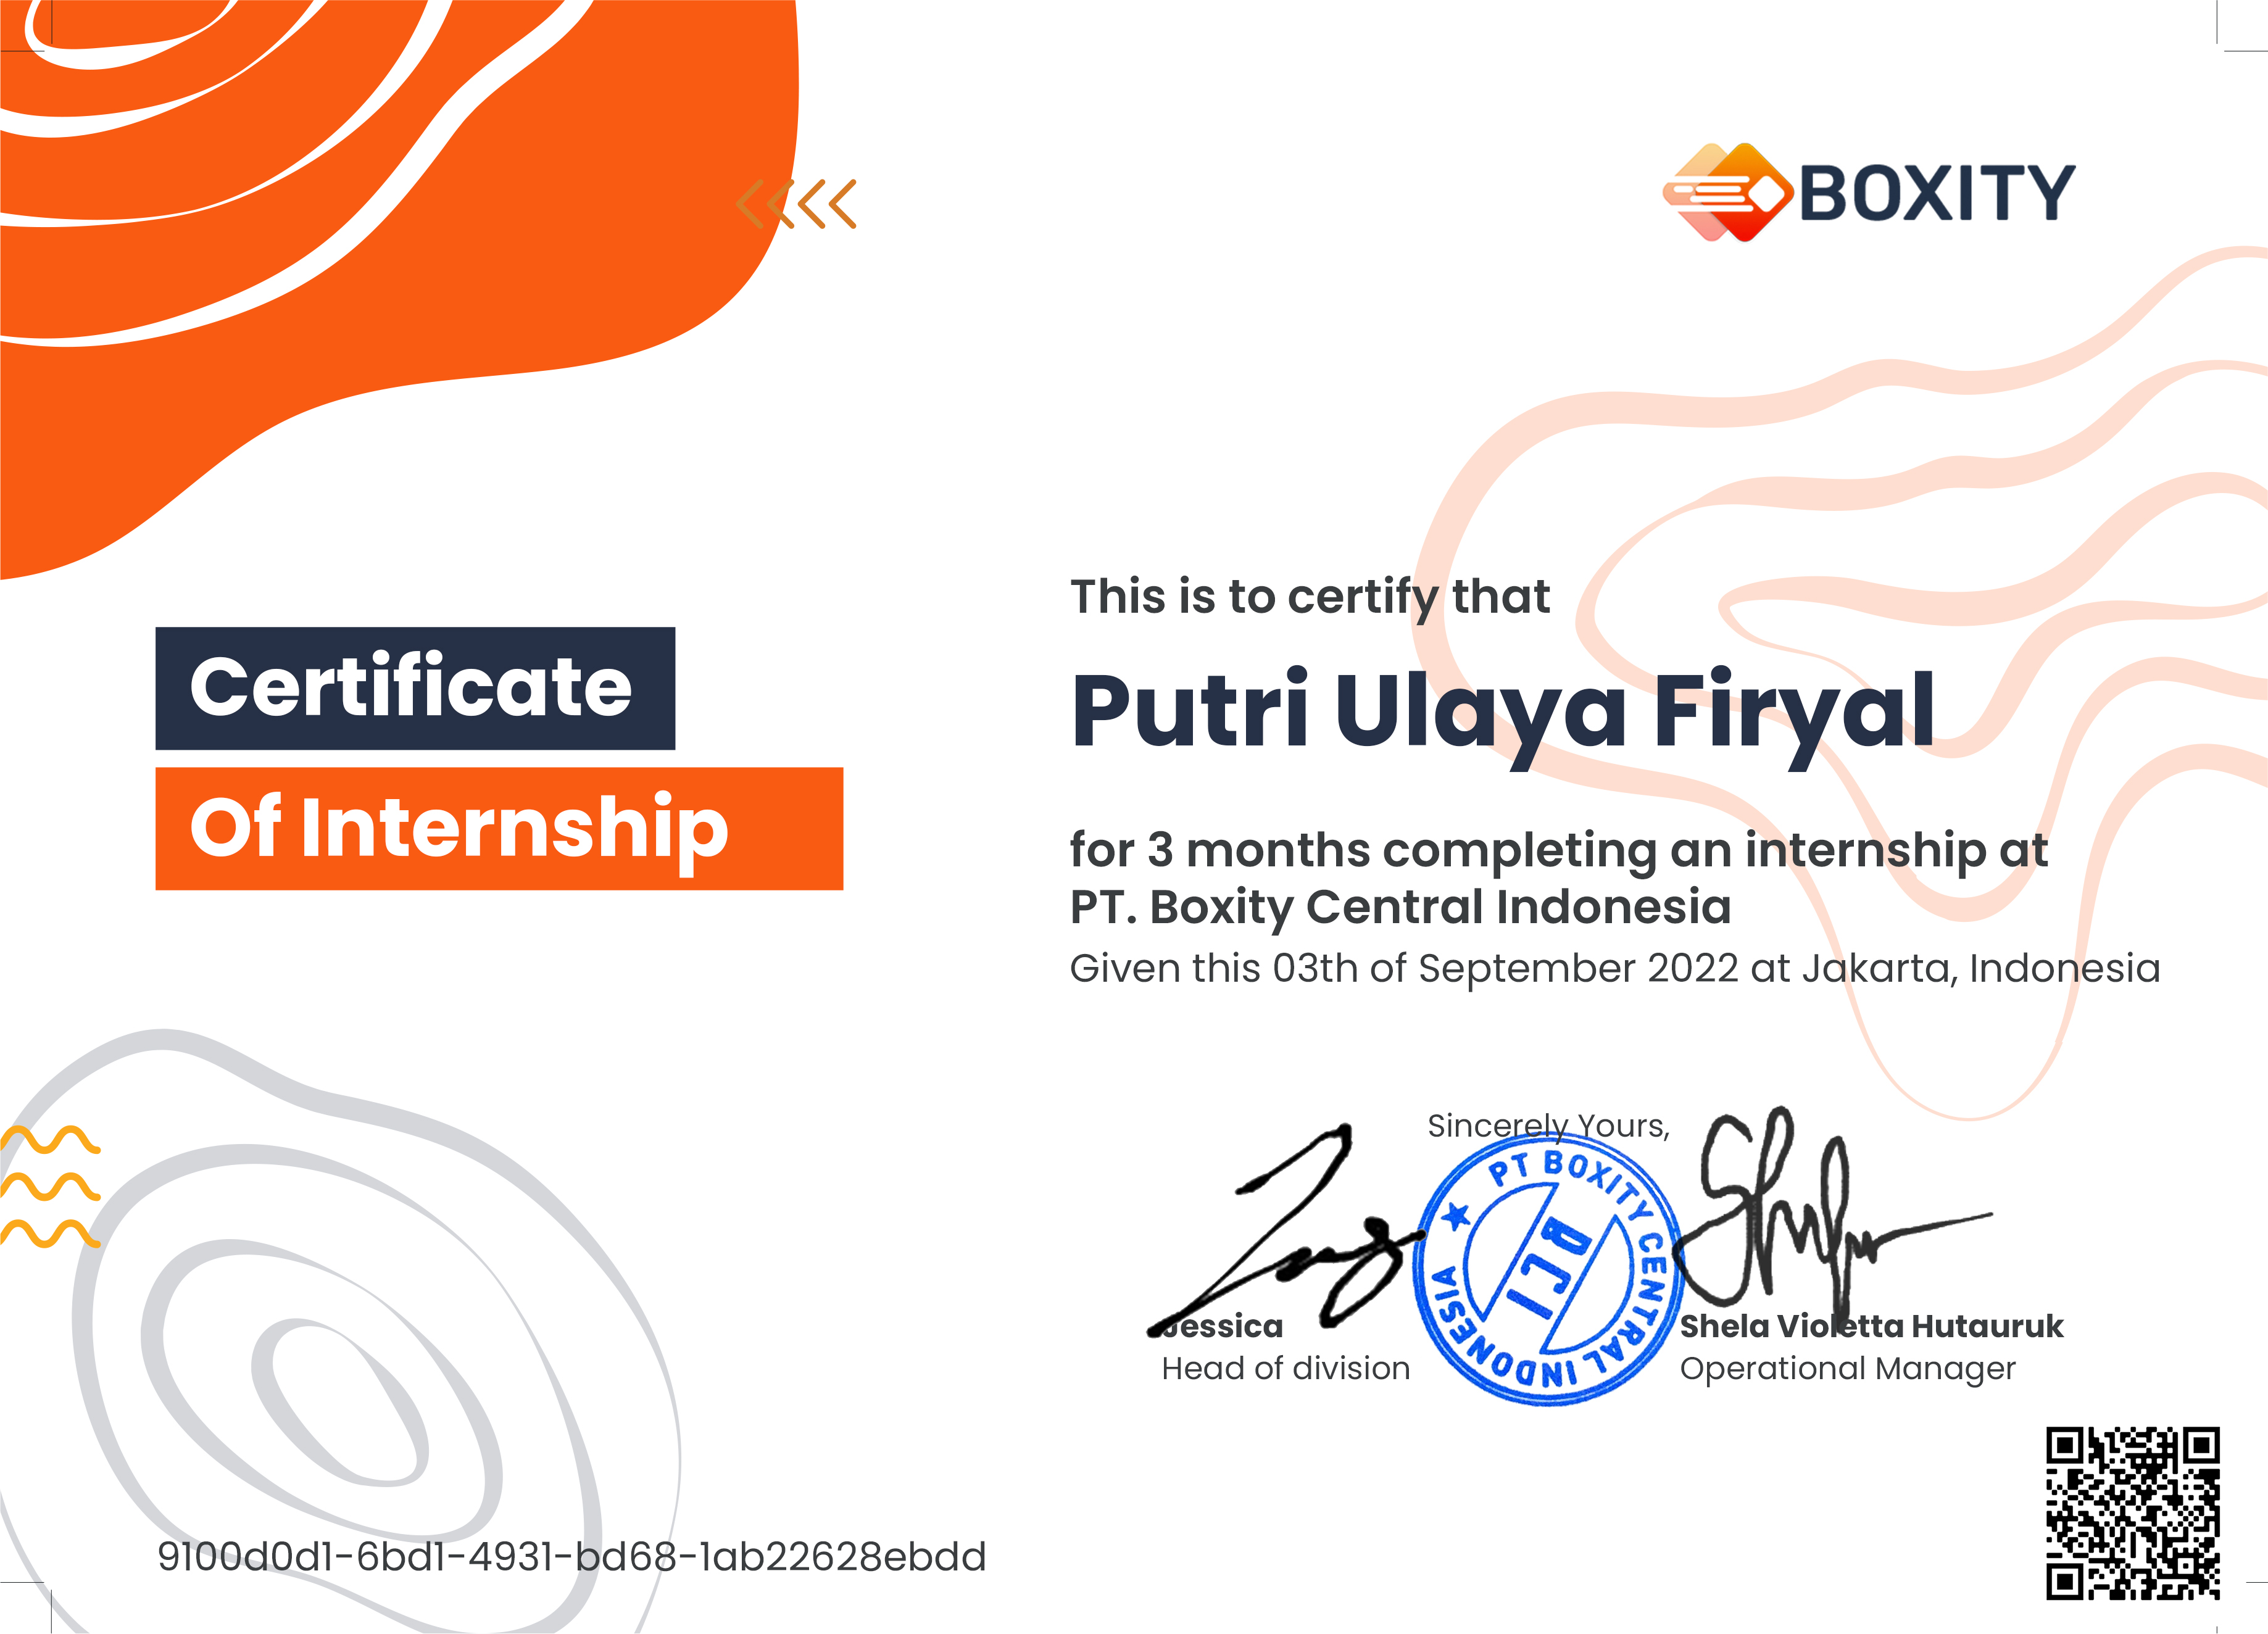 BOXITY
Certificate
Of Internship
This is to certify that
Putri Ulaya Firyal
for 3 months completing an internship at
PT. Boxity Central Indonesia
Given this 03th of September 2022 at Jakarta, Indonesia
Sincerely Yours,
PT BOXITY CENTRAL INDONESIA
BCI
Jessica
Head of division
Shela Violetta Hutauruk
Operational Manager
9100d0d1-6bd1-4931-bd68-1ab22628ebdd